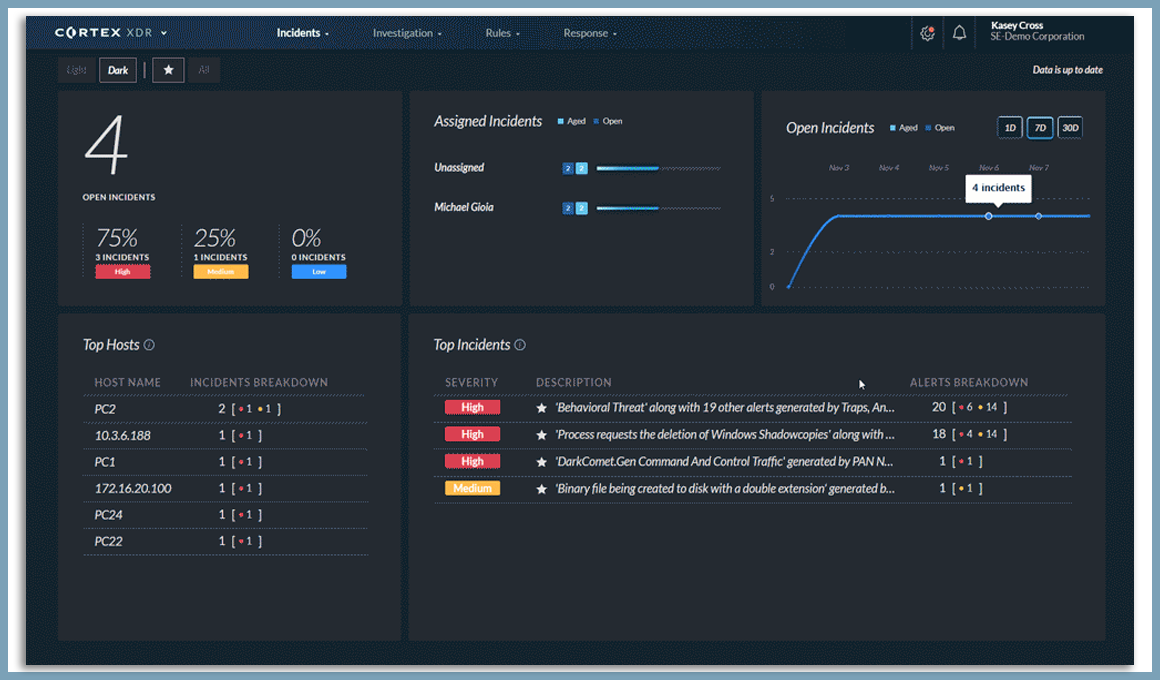 CORTEX XDR
Incidents
Investigation
Rules
Response
Kasey Cross
SE-Demo Corporation
Light
Dark
All
Data is up to date
4
OPEN INCIDENTS
75%
3 INCIDENTS
High
25%
1 INCIDENTS
Medium
0%
0 INCIDENTS
Low
Assigned Incidents
Aged
Open
Unassigned
2 2
Michael Gioia
2 2
Open Incidents
Aged
Open
1D
7D
30D
Nov 3 Nov 4 Nov 5 Nov 6 Nov 7
4 incidents
5
2
0
Top Hosts
HOST NAME INCIDENTS BREAKDOWN
PC2 2 [ 1 1 ]
10.3.6.188 1 [ 1 ]
PC1 1 [ 1 ]
172.16.20.100 1 [ 1 ]
PC24 1 [ 1 ]
PC22 1 [ 1 ]
Top Incidents
SEVERITY DESCRIPTION ALERTS BREAKDOWN
High 'Behavioral Threat' along with 19 other alerts generated by Traps, An... 20 [ 6 14 ]
High 'Process requests the deletion of Windows Shadowcopies' along with ... 18 [ 4 14 ]
High 'DarkComet.Gen Command And Control Traffic' generated by PAN N... 1 [ 1 ]
Medium 'Binary file being created to disk with a double extension' generated b... 1 [ 1 ]